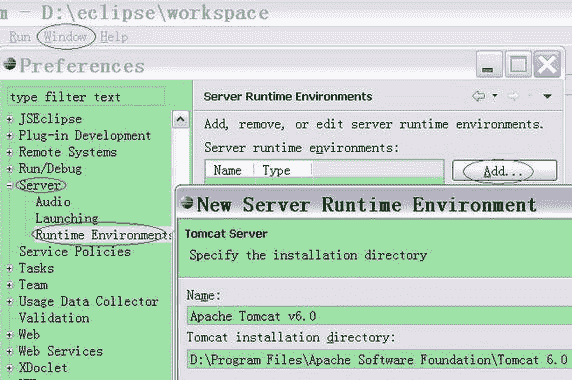 m - D:\eclipse\workspace
Run Window Help
Preferences
type filter text
JSEclipse
Plug-in Development
Remote Systems
Run/Debug
Server
Audio
Launching
Runtime Environments
Service Policies
Tasks
Team
Usage Data Collector
Validation
Web
Web Services
XDoclet
Server Runtime Environments
Add, remove, or edit server runtime environments.
Server runtime environments:
Name Type
Add...
New Server Runtime Environment
Tomcat Server
Specify the installation directory
Name:
Apache Tomcat v6.0
Tomcat installation directory:
D:\Program Files\Apache Software Foundation\Tomcat 6.0